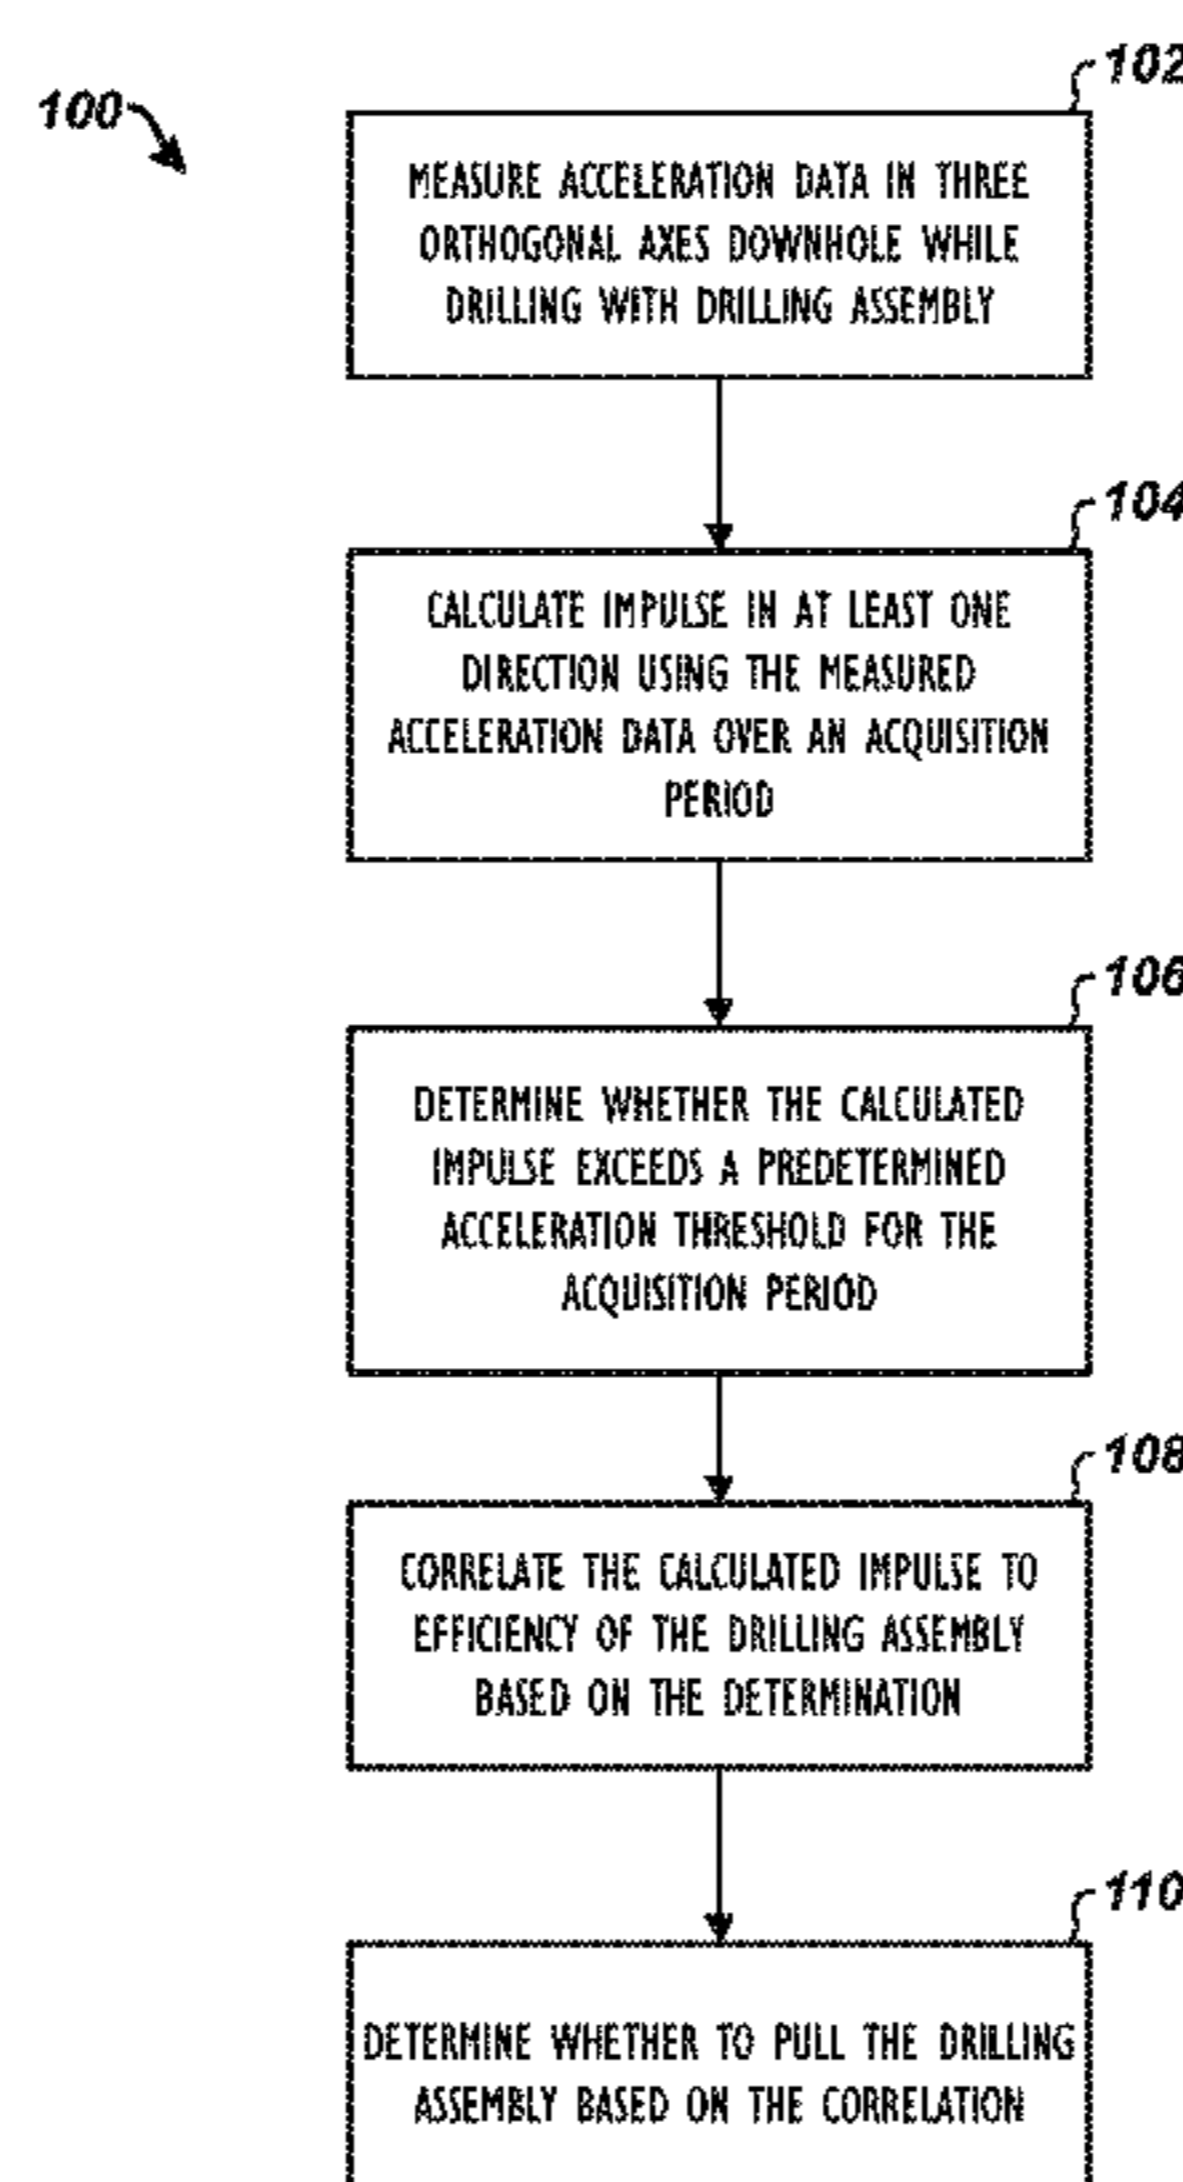 100
102
MEASURE ACCELERATION DATA IN THREE
ORTHOGONAL AXES DOWNHOLE WHILE
DRILLING WITH DRILLING ASSEMBLY
104
CALCULATE IMPULSE IN AT LEAST ONE
DIRECTION USING THE MEASURED
ACCELERATION DATA OVER AN ACQUISITION
PERIOD
106
DETERMINE WHETHER THE CALCULATED
IMPULSE EXCEEDS A PREDETERMINED
ACCELERATION THRESHOLD FOR THE
ACQUISITION PERIOD
108
CORRELATE THE CALCULATED IMPULSE TO
EFFICIENCY OF THE DRILLING ASSEMBLY
BASED ON THE DETERMINATION
110
DETERMINE WHETHER TO PULL THE DRILLING
ASSEMBLY BASED ON THE CORRELATION